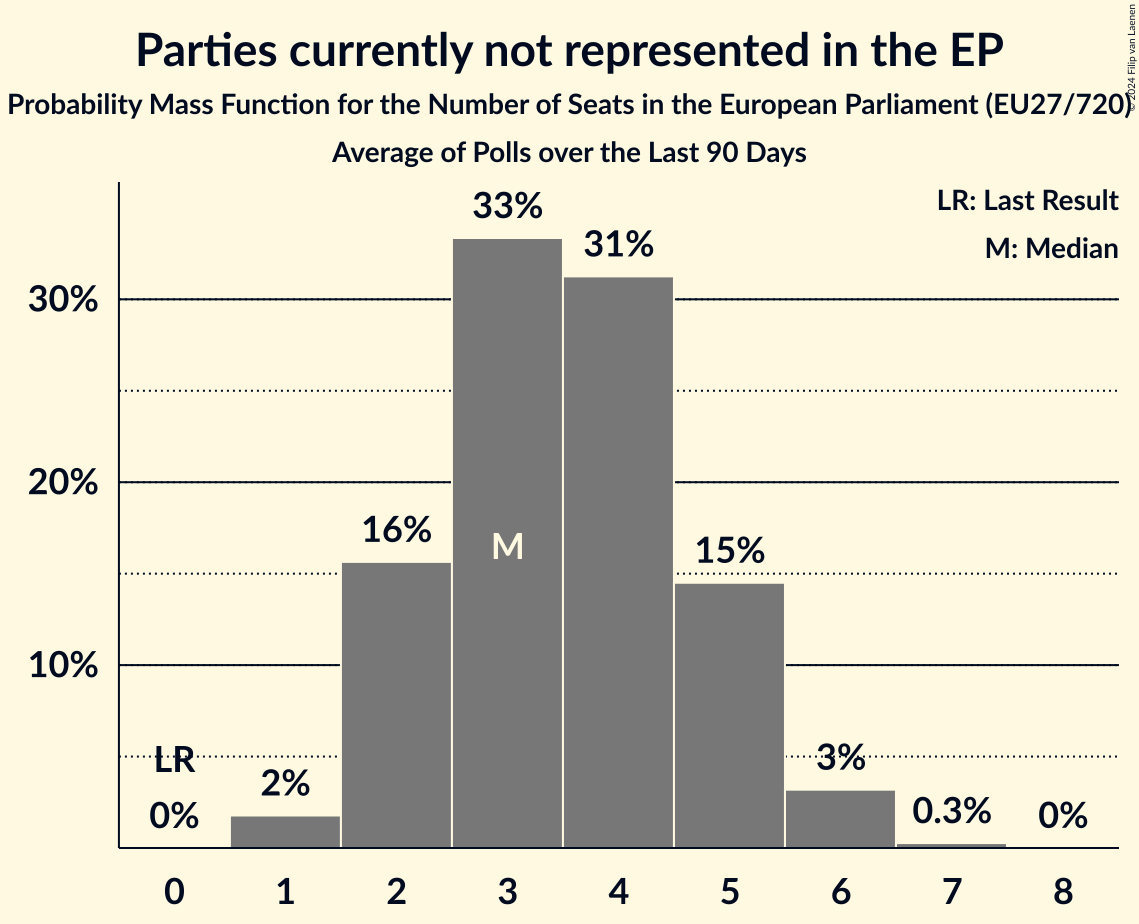 Parties currently not represented in the EP
Probability Mass Function for the Number of Seats in the European Parliament (EU27/720)
Average of Polls over the Last 90 Days
© 2024 Filip van Laenen
LR: Last Result
M: Median
30%
20%
10%
LR
0%
2%
16%
33%
M
31%
15%
3%
0.3%
0%
0 1 2 3 4 5 6 7 8